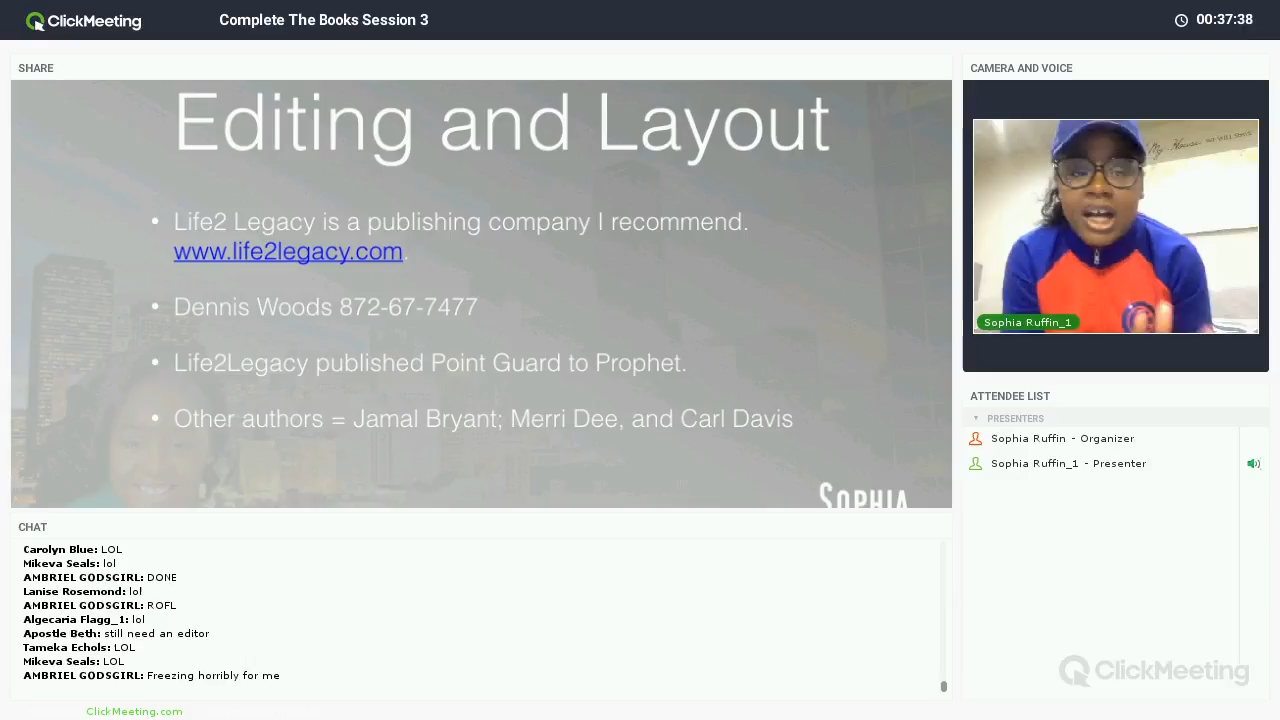 ClickMeeting
Complete The Books Session 3
00:37:38
SHARE
Editing and Layout
• Life2 Legacy is a publishing company I recommend.
www.life2legacy.com.
• Dennis Woods 872-67-7477
• Life2Legacy published Point Guard to Prophet.
• Other authors = Jamal Bryant; Merri Dee, and Carl Davis
SOPHIA
CAMERA AND VOICE
My House
Sophia Ruffin_1
ATTENDEE LIST
PRESENTERS
Sophia Ruffin - Organizer
Sophia Ruffin_1 - Presenter
CHAT
Carolyn Blue: LOL
Mikeva Seals: lol
AMBRIEL GODSGIRL: DONE
Lanise Rosemond: lol
AMBRIEL GODSGIRL: ROFL
Algecaria Flagg_1: lol
Apostle Beth: still need an editor
Tameka Echols: LOL
Mikeva Seals: LOL
AMBRIEL GODSGIRL: Freezing horribly for me
ClickMeeting
ClickMeeting.com